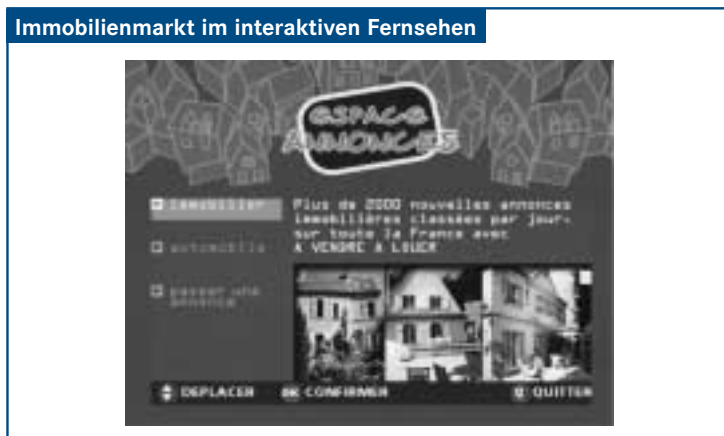 Immobilienmarkt im interaktiven Fernsehen
ESPACE
ANNONCES
immobilier
automobile
passer une
annonce
Plus de 2000 nouvelles annonces
immobilières classées par jour
sur toute la France avec
A VENDRE A LOUER
DEPLACER OK CONFIRMER QUITTER